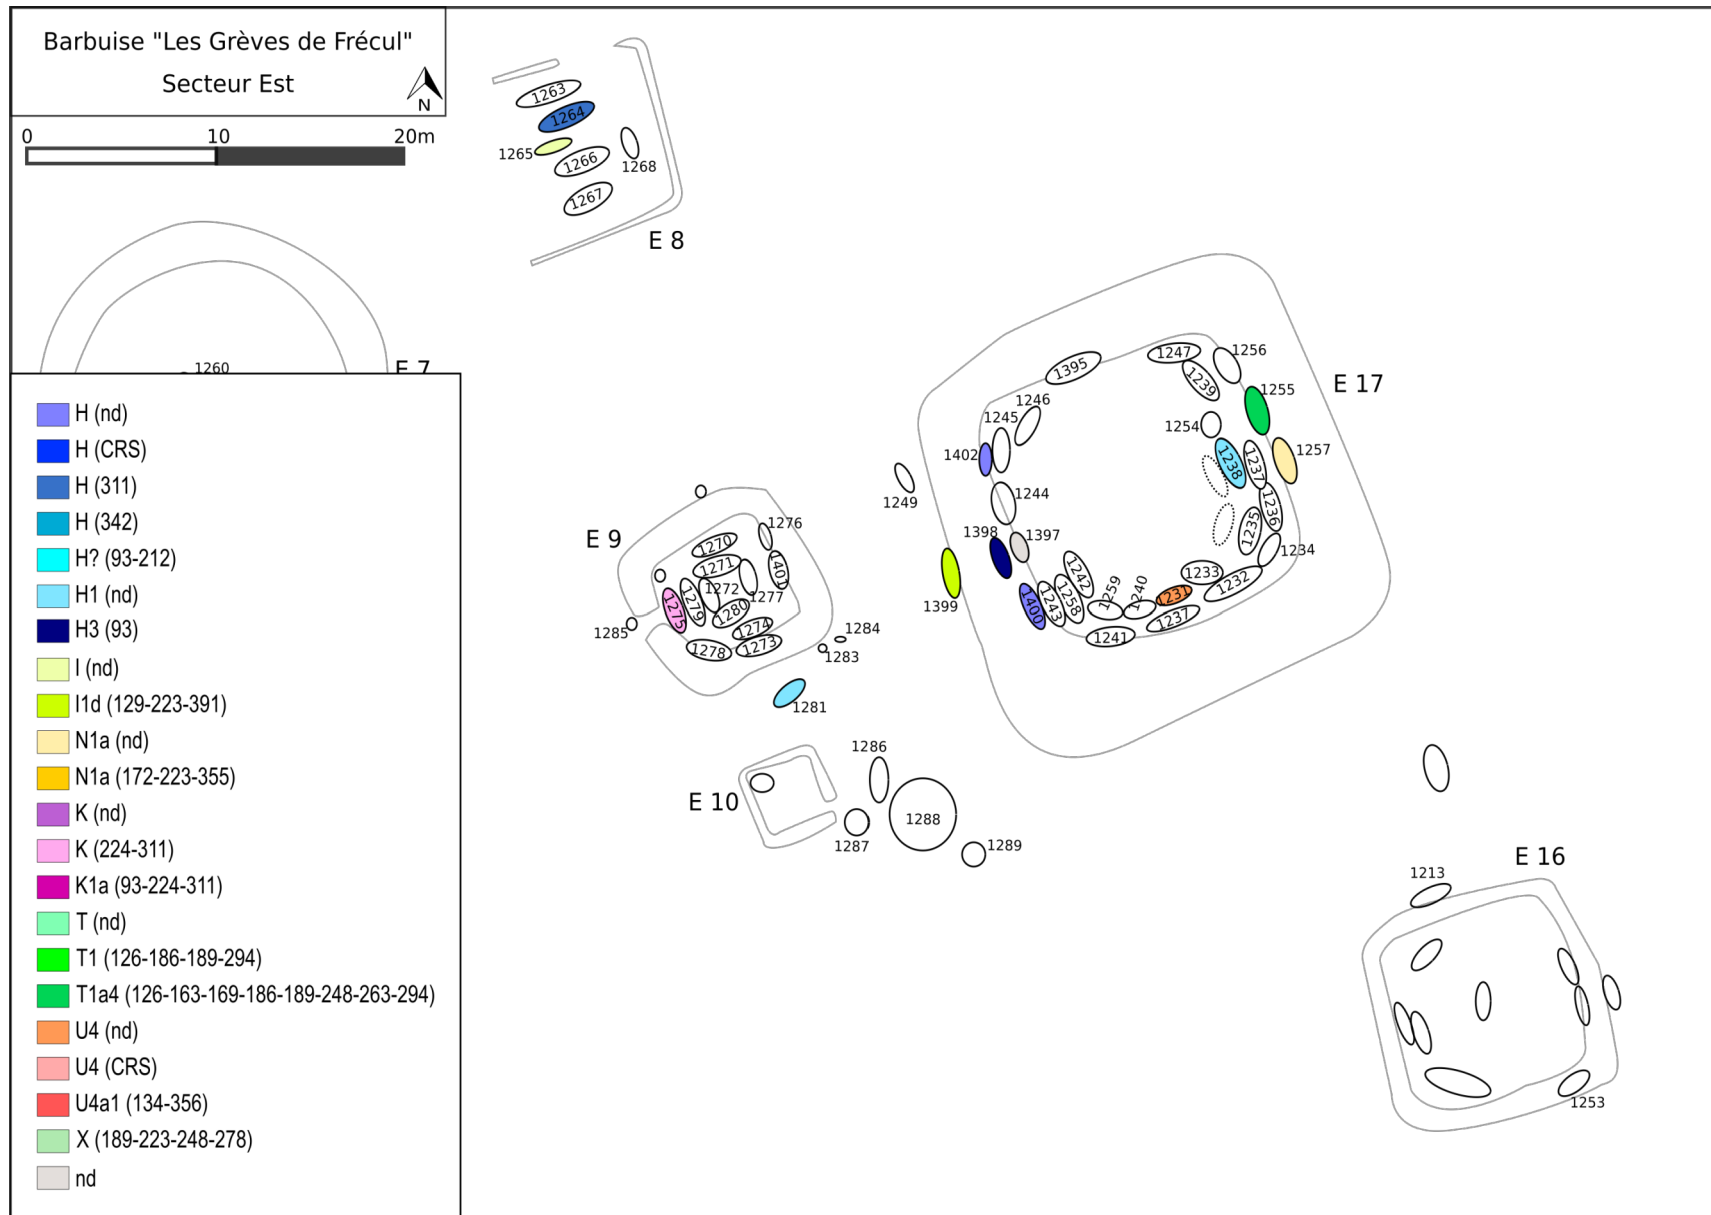 Barbuise "Les Grèves de Frécul"
Secteur Est
N
0 10 20m
1263
1264
1265
1266
1267
1268
E 8
1260
E 7
H (nd)
H (CRS)
H (311)
H (342)
H? (93-212)
H1 (nd)
H3 (93)
I (nd)
I1d (129-223-391)
N1a (nd)
N1a (172-223-355)
K (nd)
K (224-311)
K1a (93-224-311)
T (nd)
T1 (126-186-189-294)
T1a4 (126-163-169-186-189-248-263-294)
U4 (nd)
U4 (CRS)
U4a1 (134-356)
X (189-223-248-278)
nd
E 17
1247
1256
1395
1239
1255
1246
1245
1254
1402
1238
1237
1257
1249
1244
1236
1235
1398
1397
1234
1242
1233
1232
1399
1400
1243
1258
1259
1240
1231
1237
1241
E 9
1276
1270
1271
1401
1272
1277
1275
1279
1280
1274
1285
1278
1273
1284
1283
1281
E 10
1286
1287
1288
1289
E 16
1213
1253